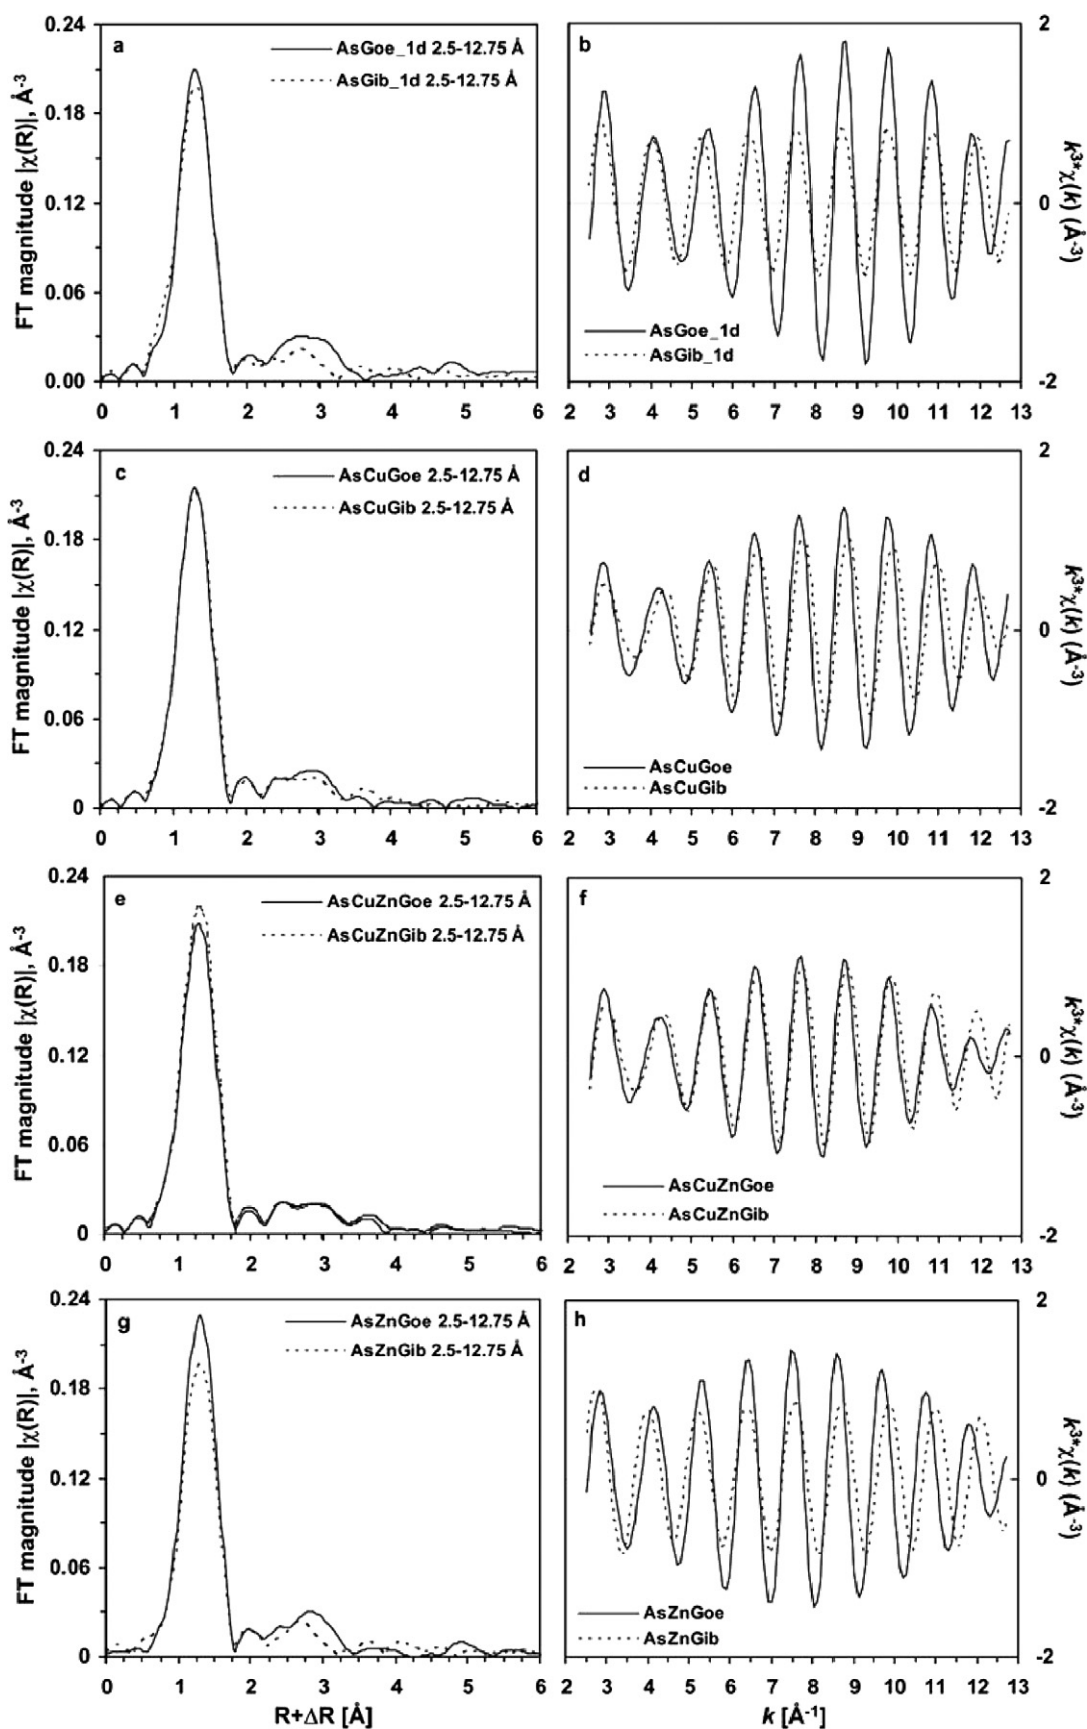 a
AsGoe_1d 2.5-12.75 Å
AsGib_1d 2.5-12.75 Å
FT magnitude |χ(R)|, Å-3
0.24
0.18
0.12
0.06
0.00
0 1 2 3 4 5 6
b
AsGoe_1d
AsGib_1d
2
0
-2
k3*χ(k) (Å-3)
2 3 4 5 6 7 8 9 10 11 12 13
c
AsCuGoe 2.5-12.75 Å
AsCuGib 2.5-12.75 Å
FT magnitude |χ(R)|, Å-3
0.24
0.18
0.12
0.06
0
0 1 2 3 4 5 6
d
AsCuGoe
AsCuGib
2
0
-2
k3*χ(k) (Å-3)
2 3 4 5 6 7 8 9 10 11 12 13
e
AsCuZnGoe 2.5-12.75 Å
AsCuZnGib 2.5-12.75 Å
FT magnitude |χ(R)|, Å-3
0.24
0.18
0.12
0.06
0
0 1 2 3 4 5 6
f
AsCuZnGoe
AsCuZnGib
2
0
-2
k3*χ(k) (Å-3)
2 3 4 5 6 7 8 9 10 11 12 13
g
AsZnGoe 2.5-12.75 Å
AsZnGib 2.5-12.75 Å
FT magnitude |χ(R)|, Å-3
0.24
0.18
0.12
0.06
0
0 1 2 3 4 5 6
R+ΔR [Å]
h
AsZnGoe
AsZnGib
2
0
-2
k3*χ(k) (Å-3)
2 3 4 5 6 7 8 9 10 11 12 13
k [Å-1]